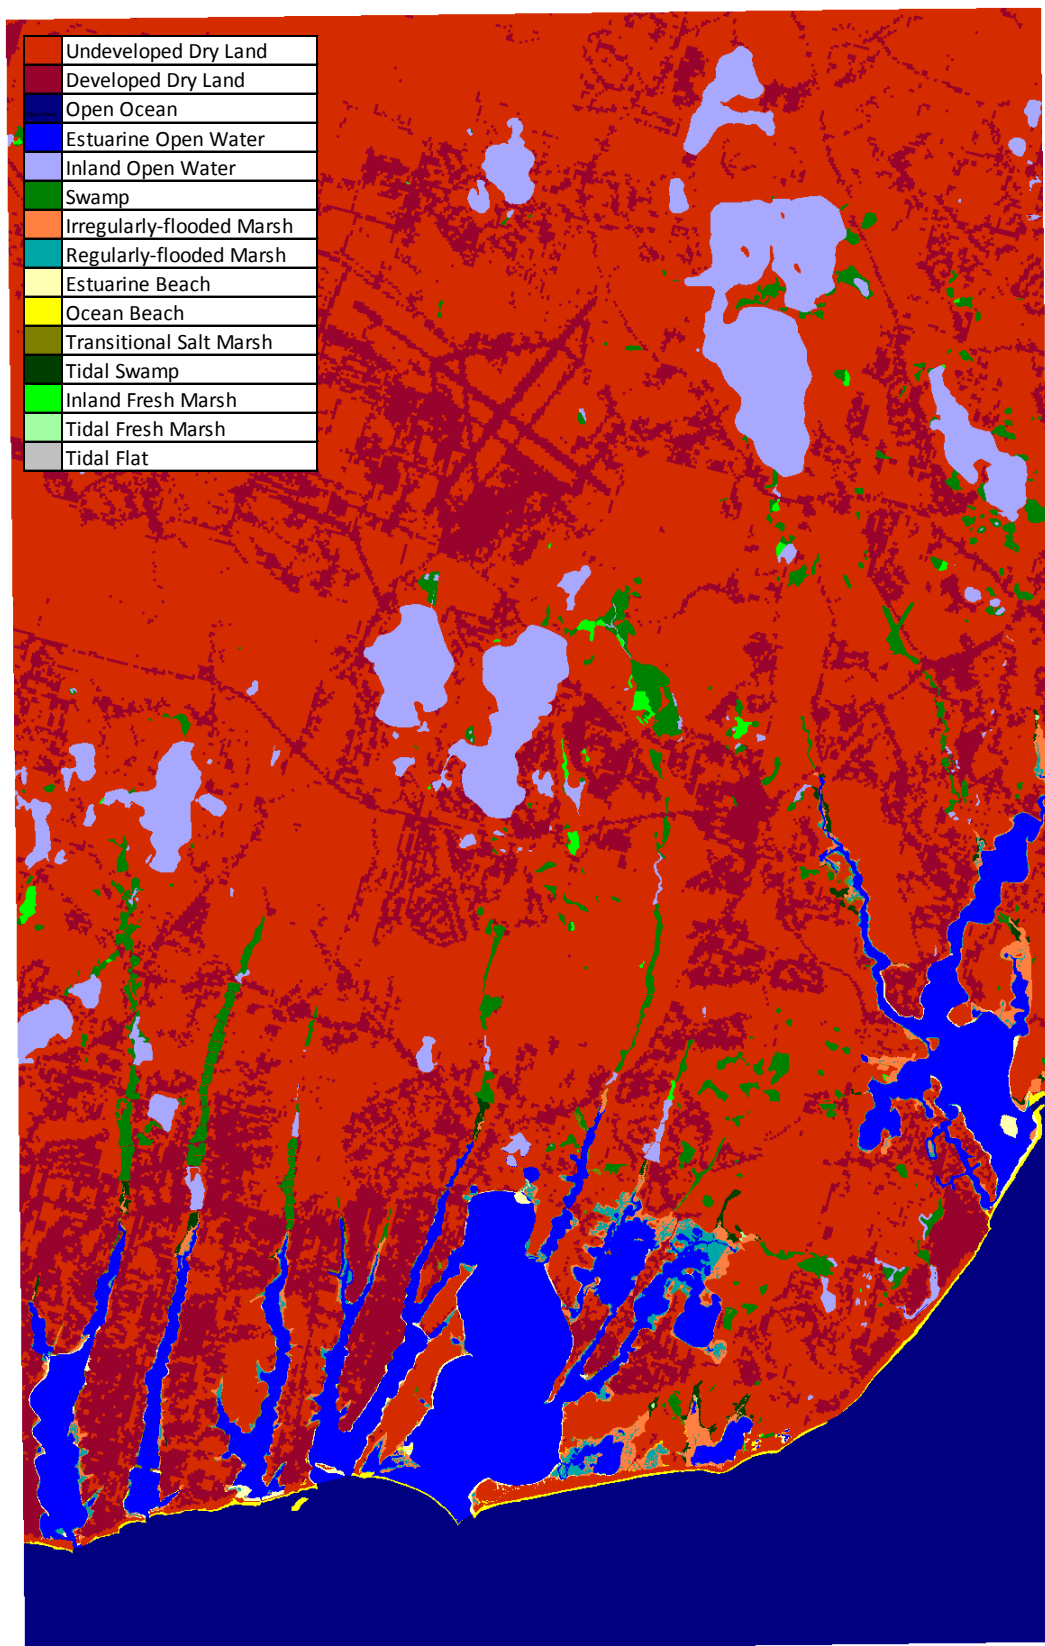 Undeveloped Dry Land
Developed Dry Land
Open Ocean
Estuarine Open Water
Inland Open Water
Swamp
Irregularly-flooded Marsh
Regularly-flooded Marsh
Estuarine Beach
Ocean Beach
Transitional Salt Marsh
Tidal Swamp
Inland Fresh Marsh
Tidal Fresh Marsh
Tidal Flat